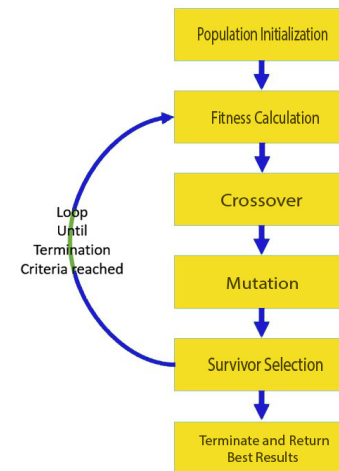 Population Initialization
Fitness Calculation
Crossover
Mutation
Survivor Selection
Terminate and Return
Best Results
Loop
Until
Termination
Criteria reached